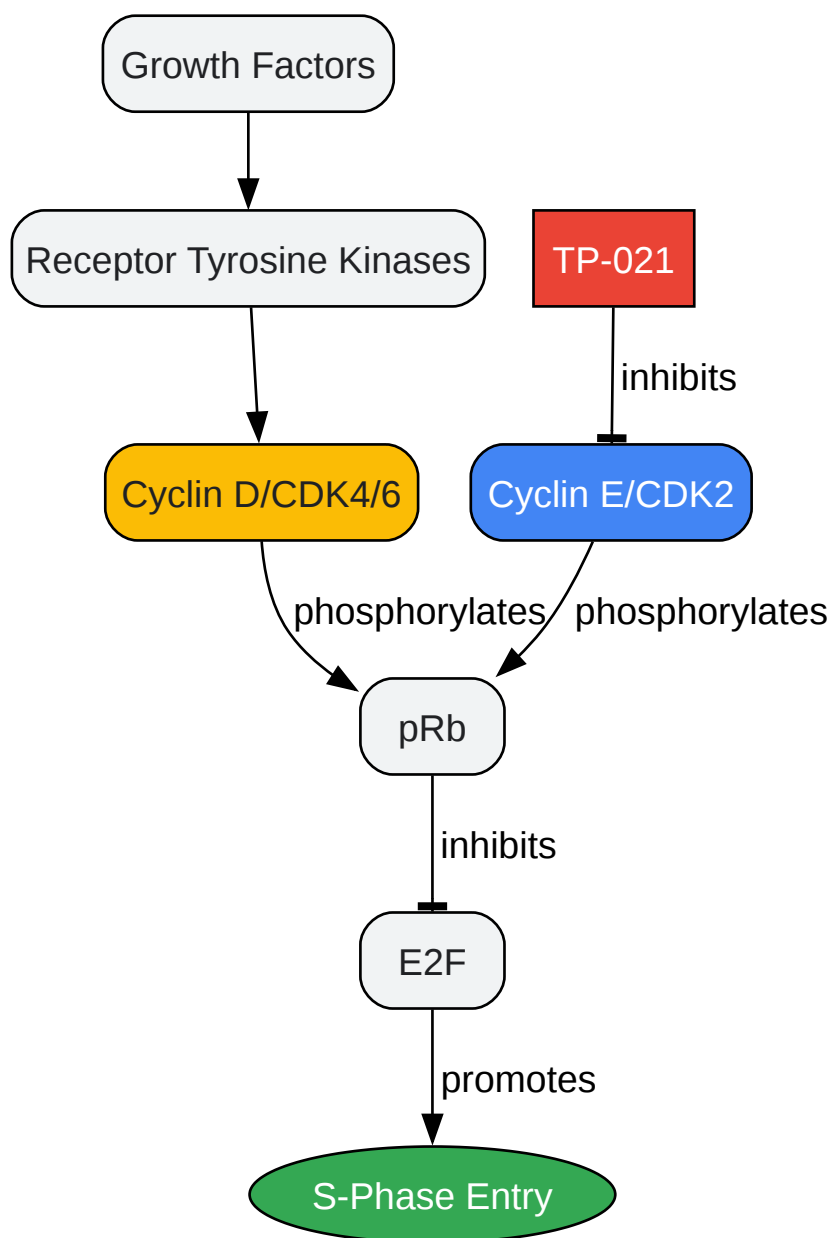 Growth Factors
Receptor Tyrosine Kinases
TP-021
inhibits
Cyclin D/CDK4/6
Cyclin E/CDK2
phosphorylates
phosphorylates
pRb
inhibits
E2F
promotes
S-Phase Entry